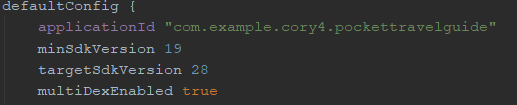 defaultConfig {
applicationId "com.example.cory4.pockettravelguide"
minSdkVersion 19
targetSdkVersion 28
multiDexEnabled true